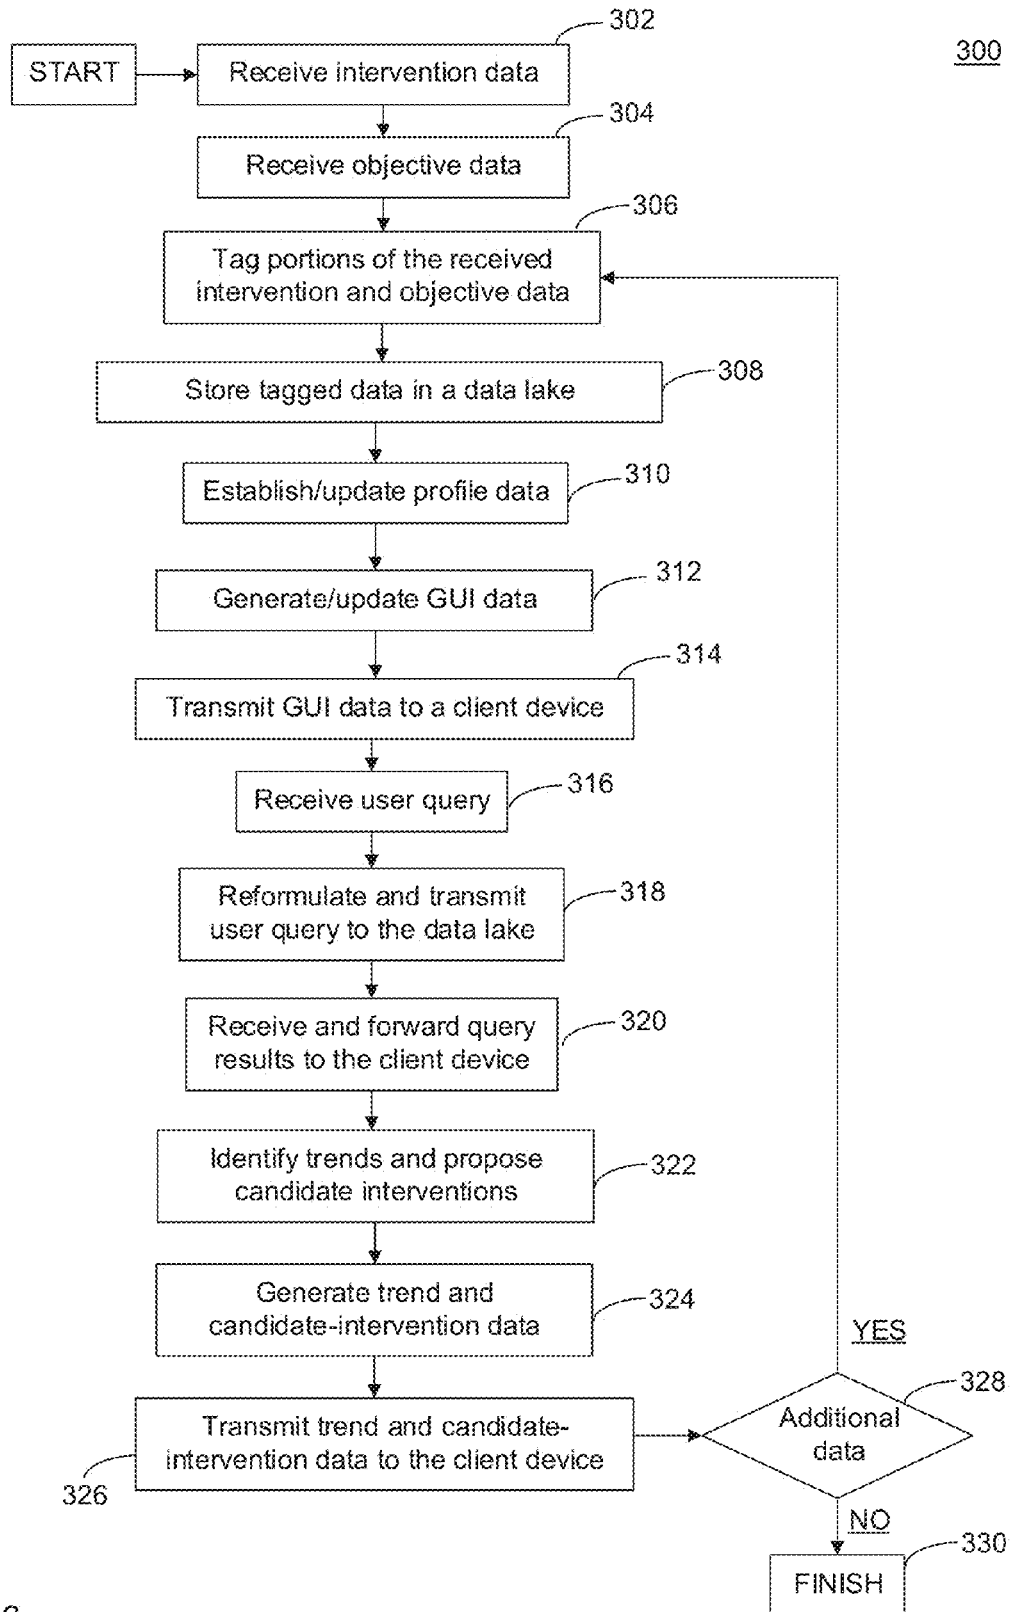 302
300
START
Receive intervention data
304
Receive objective data
306
Tag portions of the received
intervention and objective data
308
Store tagged data in a data lake
310
Establish/update profile data
312
Generate/update GUI data
314
Transmit GUI data to a client device
316
Receive user query
318
Reformulate and transmit
user query to the data lake
320
Receive and forward query
results to the client device
322
Identify trends and propose
candidate interventions
324
Generate trend and
candidate-intervention data
YES
328
Transmit trend and candidate-
intervention data to the client device
326
Additional
data
NO
330
FINISH